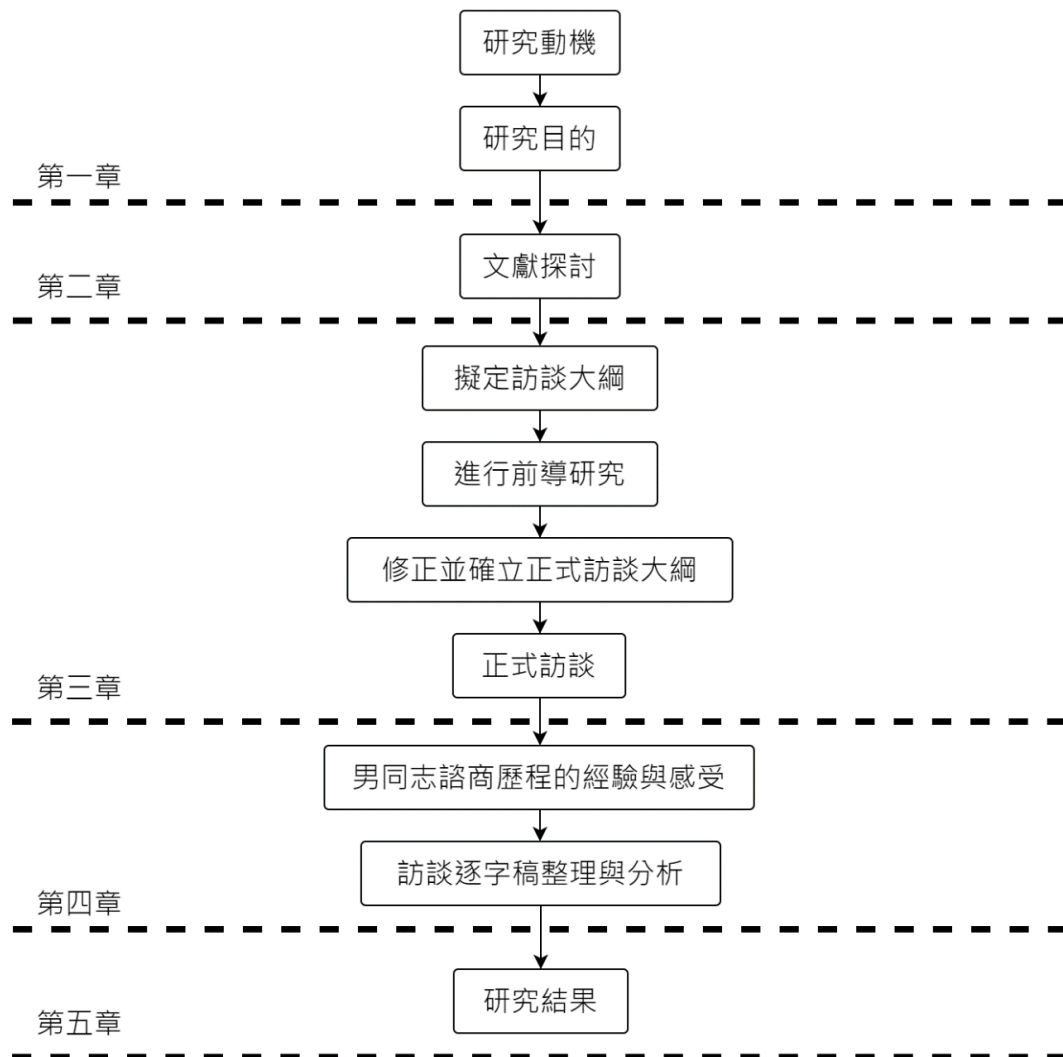 研究動機
研究目的
第一章
文獻探討
第二章
擬定訪談大綱
進行前導研究
修正並確立正式訪談大綱
正式訪談
第三章
男同志諮商歷程的經驗與感受
訪談逐字稿整理與分析
第四章
研究結果
第五章